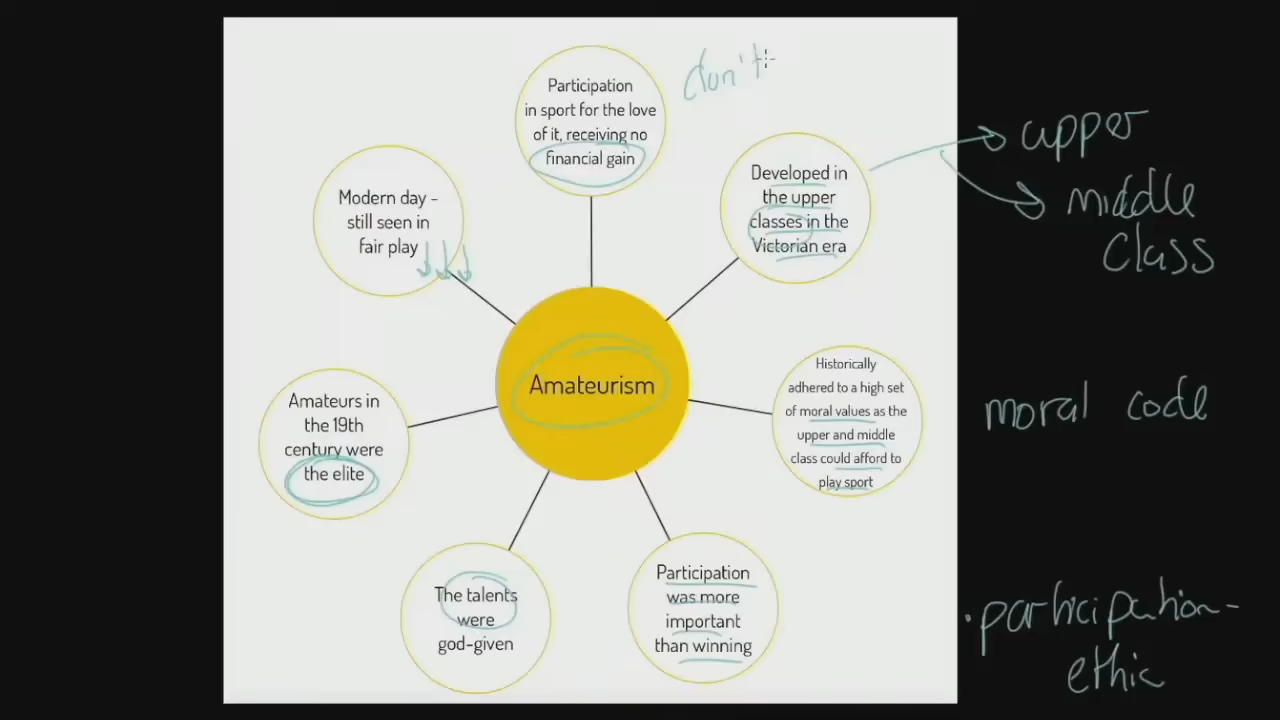 Participation
in sport for the love
of it, receiving no
financial gain
don't
Developed in
the upper
classes in the
Victorian era
upper
middle
class
Historically
adhered to a high set
of moral values as the
upper and middle
class could afford to
play sport
moral code
Participation
was more
important
than winning
·participation-
ethic
The talents
were
god-given
Amateurs in
the 19th
century were
the elite
Modern day -
still seen in
fair play
Amateurism